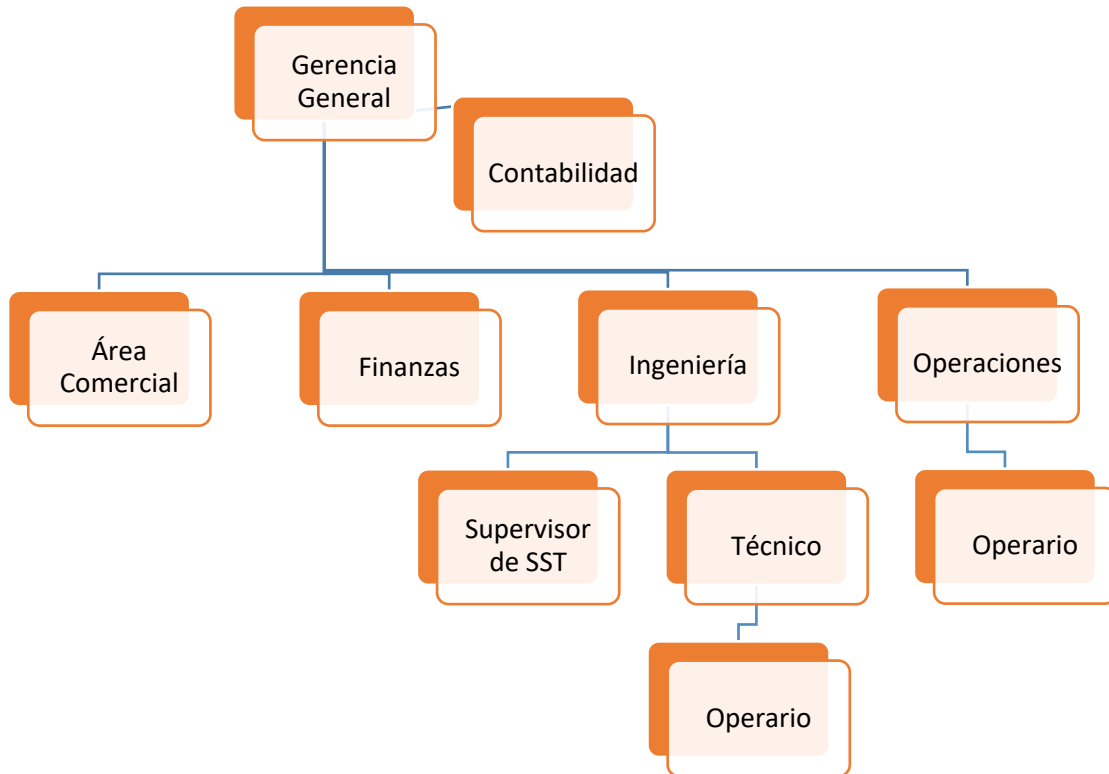 Gerencia
General
Contabilidad
Área
Comercial
Finanzas
Ingeniería
Operaciones
Supervisor
de SST
Técnico
Operario
Operario